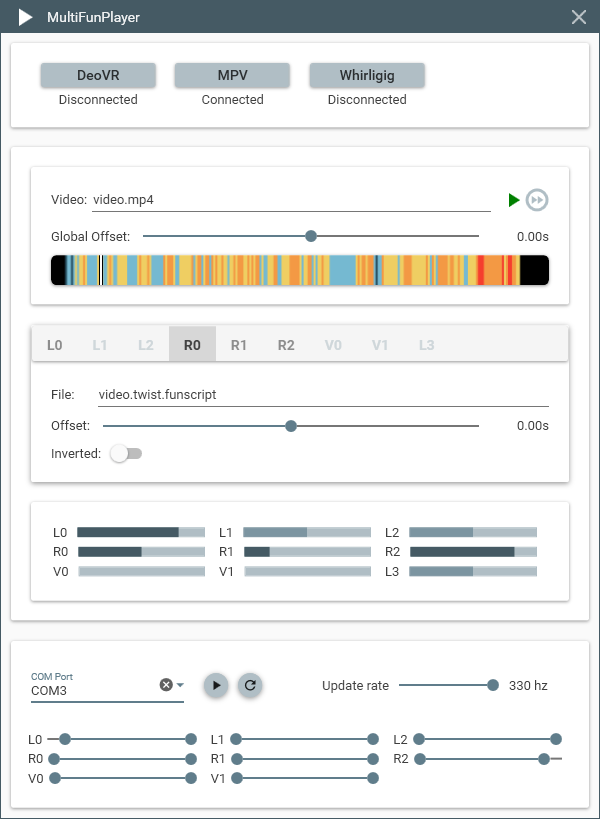 MultiFunPlayer
DeoVR MPV Whirligig
Disconnected Connected Disconnected
Video: video.mp4
Global Offset: 0.00s
L0 L1 L2 R0 R1 R2 V0 V1 L3
File: video.twist.funscript
Offset: 0.00s
Inverted:
L0 L1 L2
R0 R1 R2
V0 V1 L3
COM Port
COM3 Update rate 330 hz
L0 L1 L2
R0 R1 R2
V0 V1